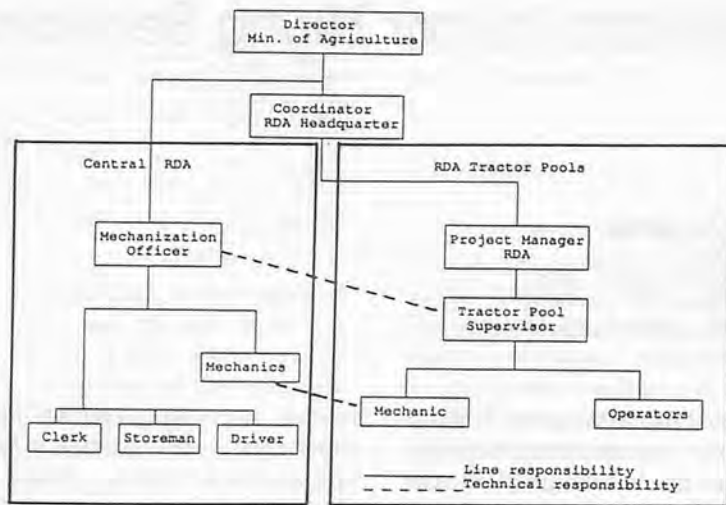 Director
Min. of Agriculture
Coordinator
RDA Headquarter
Central RDA
RDA Tractor Pools
Mechanization
Officer
Project Manager
RDA
Tractor Pool
Supervisor
Mechanics
Mechanic
Operators
Clerk
Storeman
Driver
Line responsibility
Technical responsibility